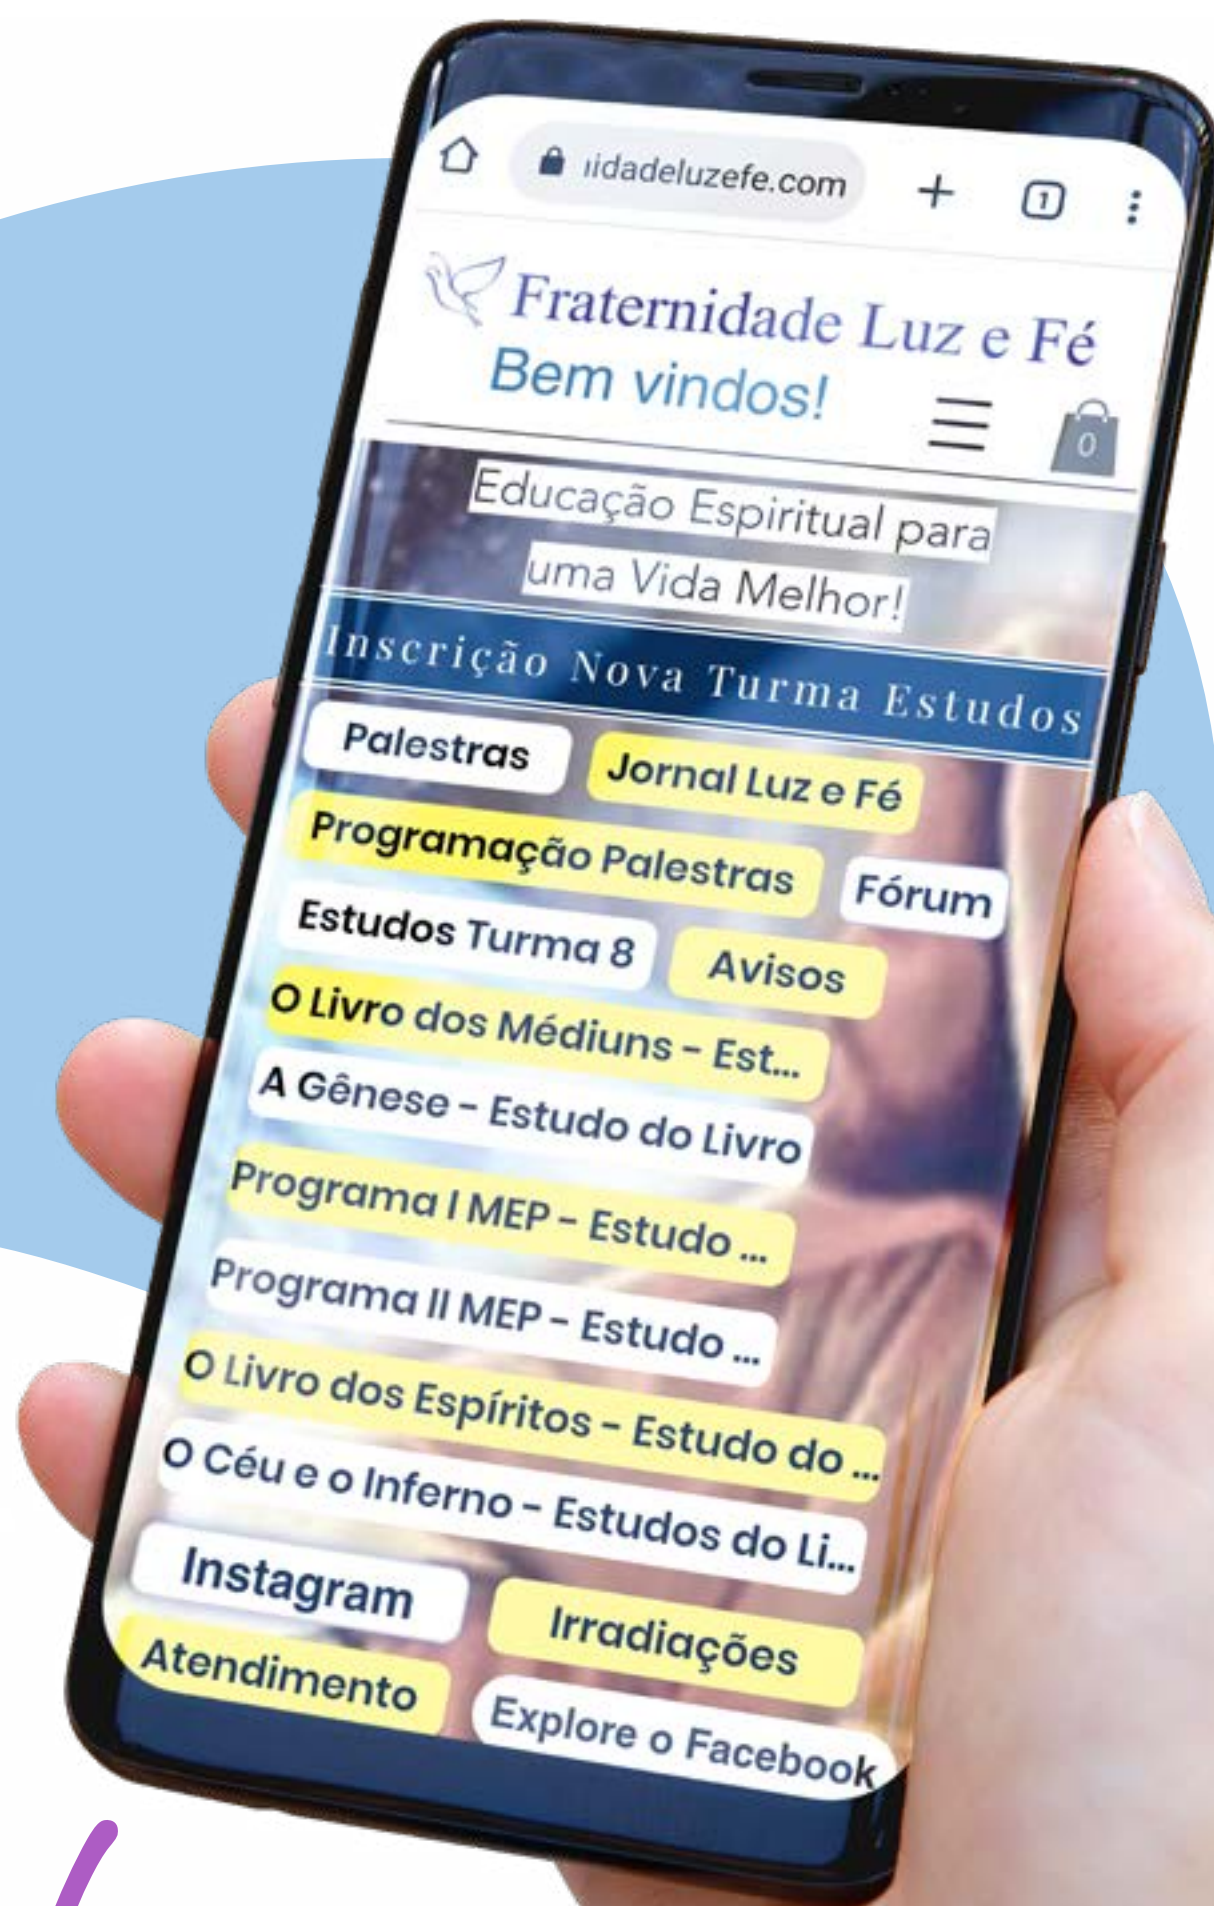 nidadeluzefe.com
1
Fraternidade Luz e Fé
Bem vindos!
0
Educação Espiritual para
uma Vida Melhor!
Inscrição Nova Turma Estudos
Palestras
Jornal Luz e Fé
Programação Palestras
Fórum
Estudos Turma 8
Avisos
O Livro dos Médiuns - Est...
A Gênese - Estudo do Livro
Programa I MEP - Estudo ...
Programa II MEP - Estudo ...
O Livro dos Espíritos - Estudo do ...
O Céu e o Inferno - Estudos do Li...
Instagram
Irradiações
Atendimento
Explore o Facebook